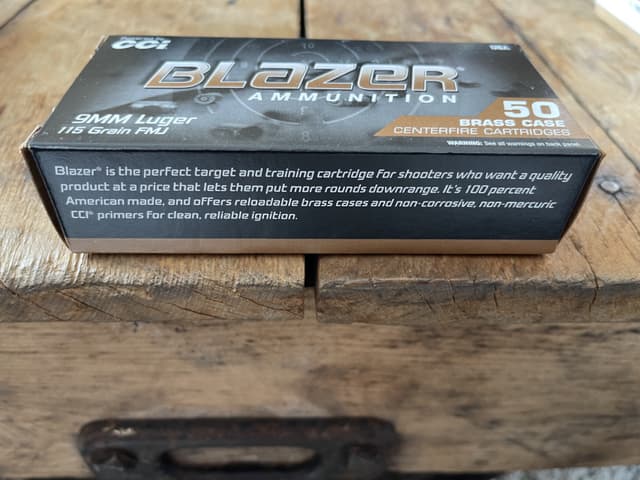 CCI
USA
BLazER®
AMMUNITION
9MM Luger
115 Grain FMJ
50
BRASS CASE
CENTERFIRE CARTRIDGES
WARNING: See all warnings on back panel.
Blazer® is the perfect target and training cartridge for shooters who want a quality
product at a price that lets them put more rounds downrange. It's 100 percent
American made, and offers reloadable brass cases and non-corrosive, non-mercuric
CCI® primers for clean, reliable ignition.